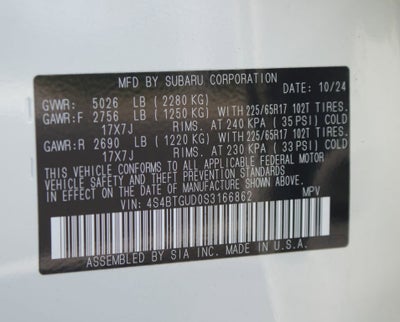 MFD BY SUBARU CORPORATION DATE: 10/24
GVWR: 5026 LB (2280 KG)
GAWR:F 2756 LB (1250 KG) WITH 225/65R17 102T TIRES.
17X7J RIMS. AT 240 KPA (35 PSI) COLD
GAWR:R 2690 LB (1220 KG) WITH 225/65R17 102T TIRES.
17X7J RIMS. AT 230 KPA (33 PSI) COLD
THIS VEHICLE CONFORMS TO ALL APPLICABLE FEDERAL MOTOR
VEHICLE SAFETY AND THEFT PREVENTION STANDARDS
IN EFFECT ON THE DATE OF MANUFACTURE SHOWN ABOVE.
VIN: 4S4BTGUD0S3166862 MPV
ASSEMBLED BY SIA INC. MADE IN U.S.A.